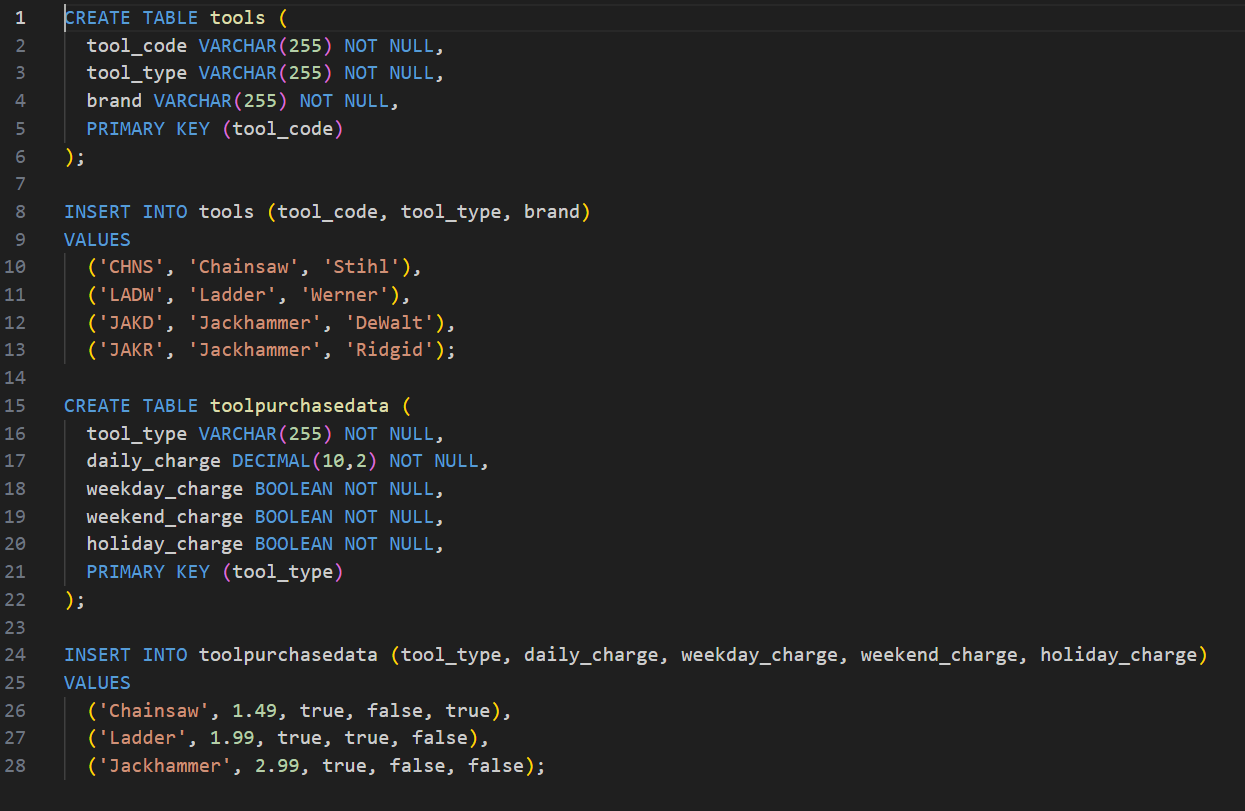 1 CREATE TABLE tools (
2   tool_code VARCHAR(255) NOT NULL,
3   tool_type VARCHAR(255) NOT NULL,
4   brand VARCHAR(255) NOT NULL,
5   PRIMARY KEY (tool_code)
6 );
7
8 INSERT INTO tools (tool_code, tool_type, brand)
9 VALUES
10   ('CHNS', 'Chainsaw', 'Stihl'),
11   ('LADW', 'Ladder', 'Werner'),
12   ('JAKD', 'Jackhammer', 'DeWalt'),
13   ('JAKR', 'Jackhammer', 'Ridgid');
14
15 CREATE TABLE toolpurchasedata (
16   tool_type VARCHAR(255) NOT NULL,
17   daily_charge DECIMAL(10,2) NOT NULL,
18   weekday_charge BOOLEAN NOT NULL,
19   weekend_charge BOOLEAN NOT NULL,
20   holiday_charge BOOLEAN NOT NULL,
21   PRIMARY KEY (tool_type)
22 );
23
24 INSERT INTO toolpurchasedata (tool_type, daily_charge, weekday_charge, weekend_charge, holiday_charge)
25 VALUES
26   ('Chainsaw', 1.49, true, false, true),
27   ('Ladder', 1.99, true, true, false),
28   ('Jackhammer', 2.99, true, false, false);